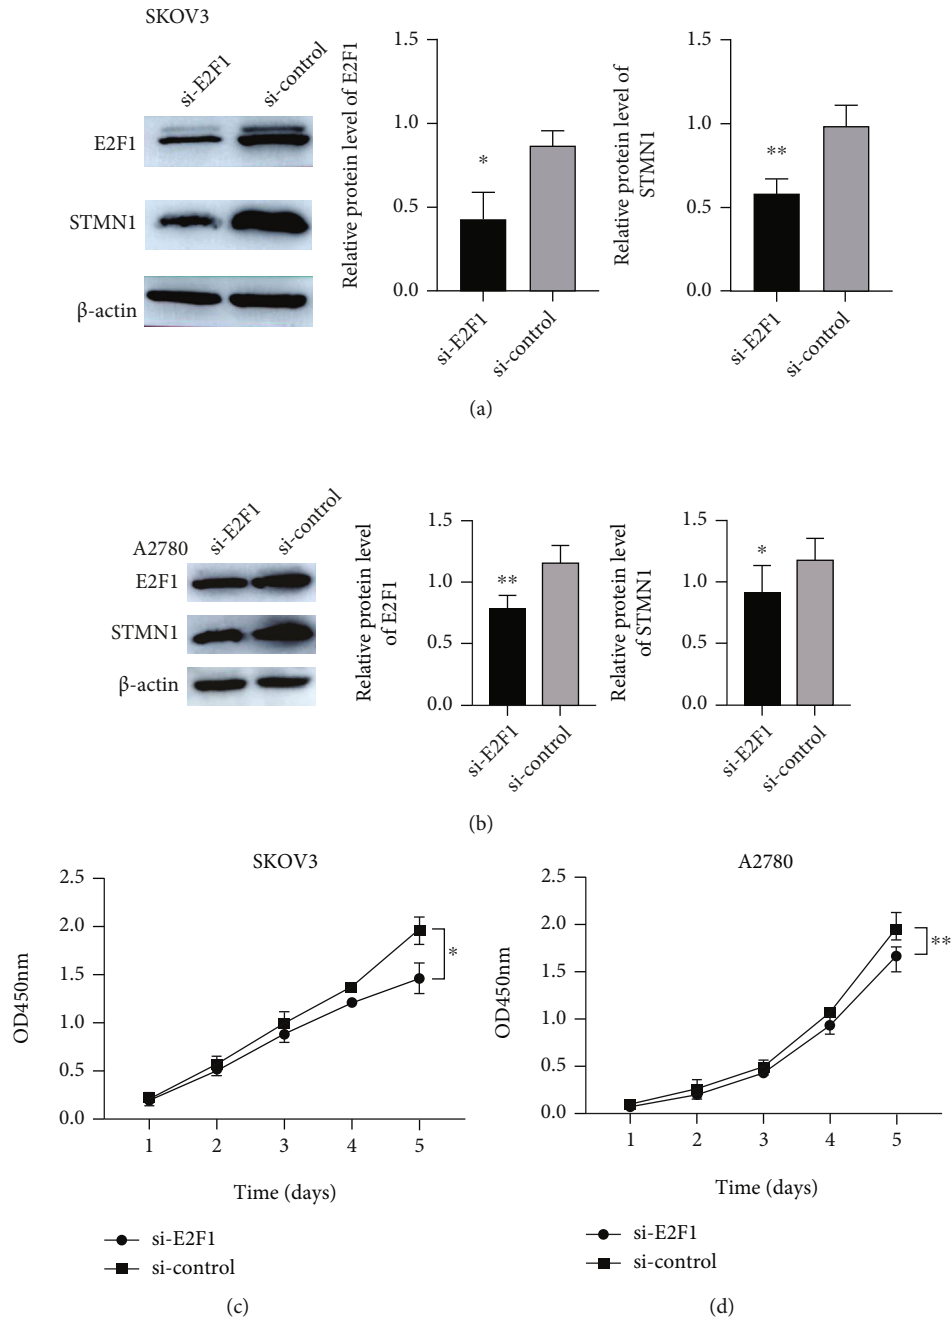 SKOV3
si-E2F1
si-control
E2F1
STMN1
β-actin
Relative protein level of E2F1
1.5
1.0
0.5
0.0
*
si-E2F1
si-control
Relative protein level of
STMN1
1.5
1.0
0.5
0.0
**
si-E2F1
si-control
(a)
A2780
si-E2F1
si-control
E2F1
STMN1
β-actin
Relative protein level
of E2F1
1.5
1.0
0.5
0.0
**
si-E2F1
si-control
Relative protein level
of STMN1
1.5
1.0
0.5
0.0
*
si-E2F1
si-control
(b)
SKOV3
OD450nm
2.5
2.0
1.5
1.0
0.5
0.0
*
1 2 3 4 5
Time (days)
si-E2F1
si-control
(c)
A2780
OD450nm
2.5
2.0
1.5
1.0
0.5
0.0
**
1 2 3 4 5
Time (days)
si-E2F1
si-control
(d)